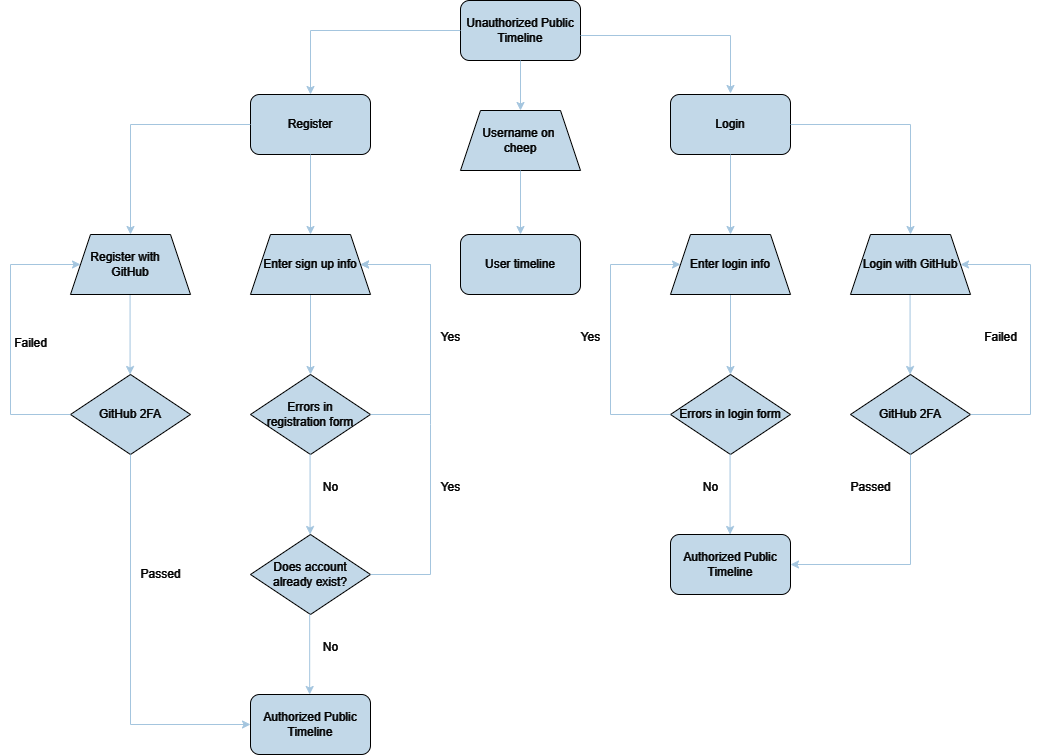 Unauthorized Public
Timeline
Register
Username on
cheep
Login
Register with
GitHub
Enter sign up info
User timeline
Enter login info
Login with GitHub
Failed
Yes
Yes
Failed
GitHub 2FA
Errors in
registration form
Errors in login form
GitHub 2FA
No
Yes
No
Passed
Passed
Does account
already exist?
Authorized Public
Timeline
No
Authorized Public
Timeline